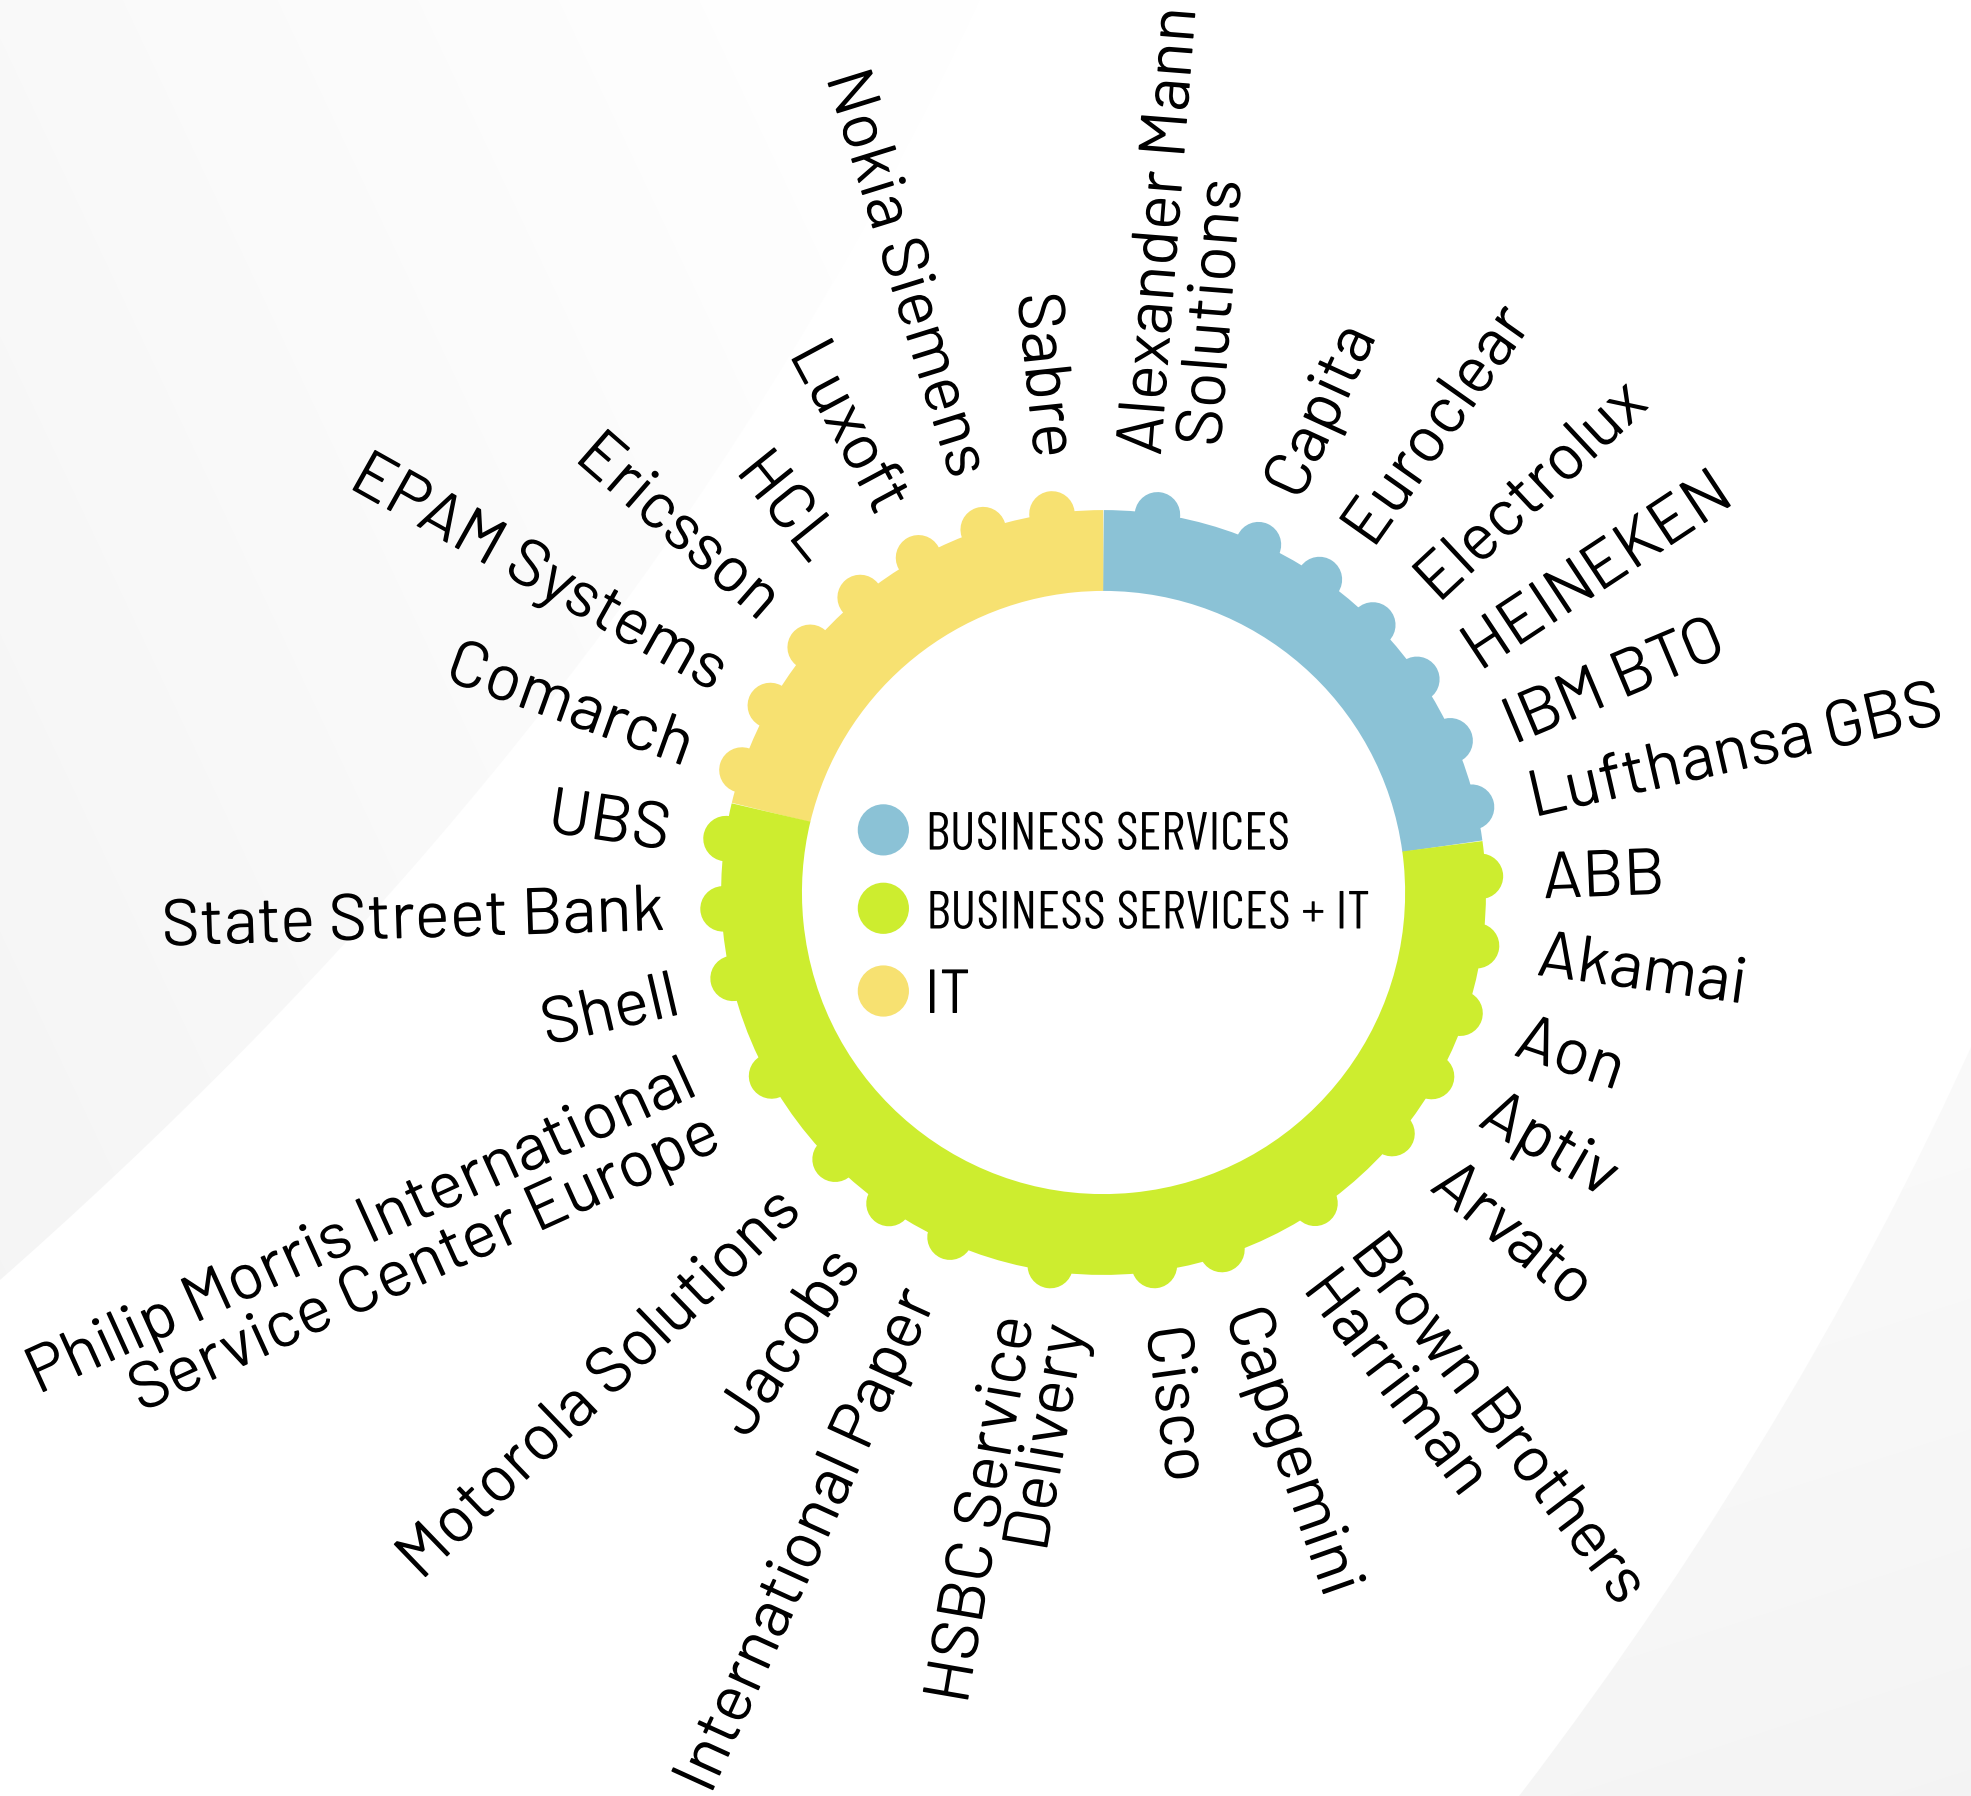 Alexander Mann
Solutions
Capita
Euroclear
Electrolux
HEINEKEN
IBM BTO
Lufthansa GBS
ABB
Akamai
Aon
Aptiv
Arvato
Brown Brothers
Harriman
Capgemini
Cisco
HSBC Service
Delivery
International Paper
Jacobs
Motorola Solutions
Philip Morris International
Service Center Europe
Shell
State Street Bank
UBS
Comarch
EPAM Systems
Ericsson
HCL
Luxoft
Nokia Siemens
Sabre
BUSINESS SERVICES
BUSINESS SERVICES + IT
IT